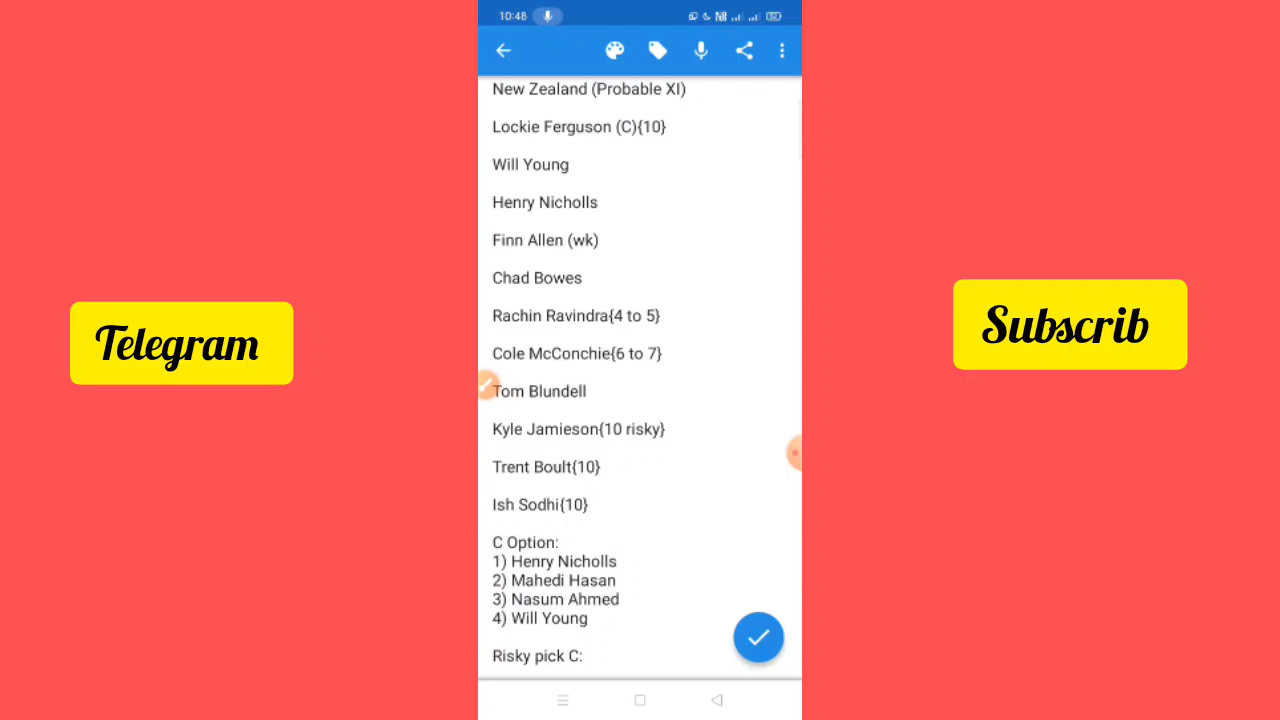 10:48
New Zealand (Probable XI)
Lockie Ferguson (C){10}
Will Young
Henry Nicholls
Finn Allen (wk)
Chad Bowes
Rachin Ravindra{4 to 5}
Cole McConchie{6 to 7}
Tom Blundell
Kyle Jamieson{10 risky}
Trent Boult{10}
Ish Sodhi{10}
C Option:
1) Henry Nicholls
2) Mahedi Hasan
3) Nasum Ahmed
4) Will Young
Risky pick C:
Telegram
Subscrib